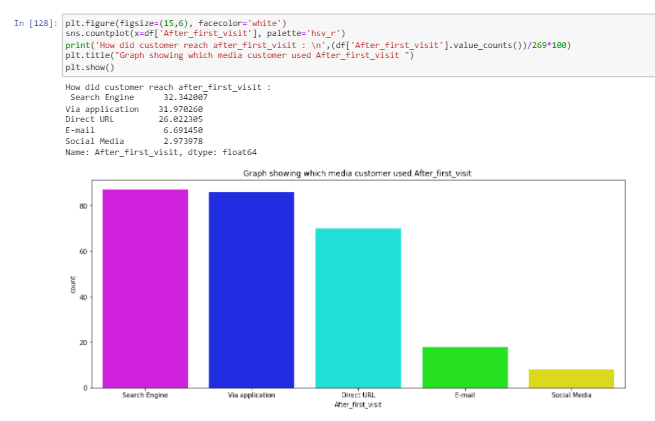 In [128]: plt.figure(figsize=(15,6), facecolor='white')
sns.countplot(x=df['After_first_visit'], palette='hsv_r')
print('How did customer reach after_first_visit : \n',(df['After_first_visit'].value_counts())/269*100)
plt.title("Graph showing which media customer used After_first_visit ")
plt.show()
How did customer reach after_first_visit :
Search Engine 32.342007
Via application 31.970260
Direct URL 26.022305
E-mail 6.691450
Social Media 2.973978
Name: After_first_visit, dtype: float64
Graph showing which media customer used After_first_visit
80
60
40
20
0
count
Search Engine Via application Direct URL E-mail Social Media
After_first_visit